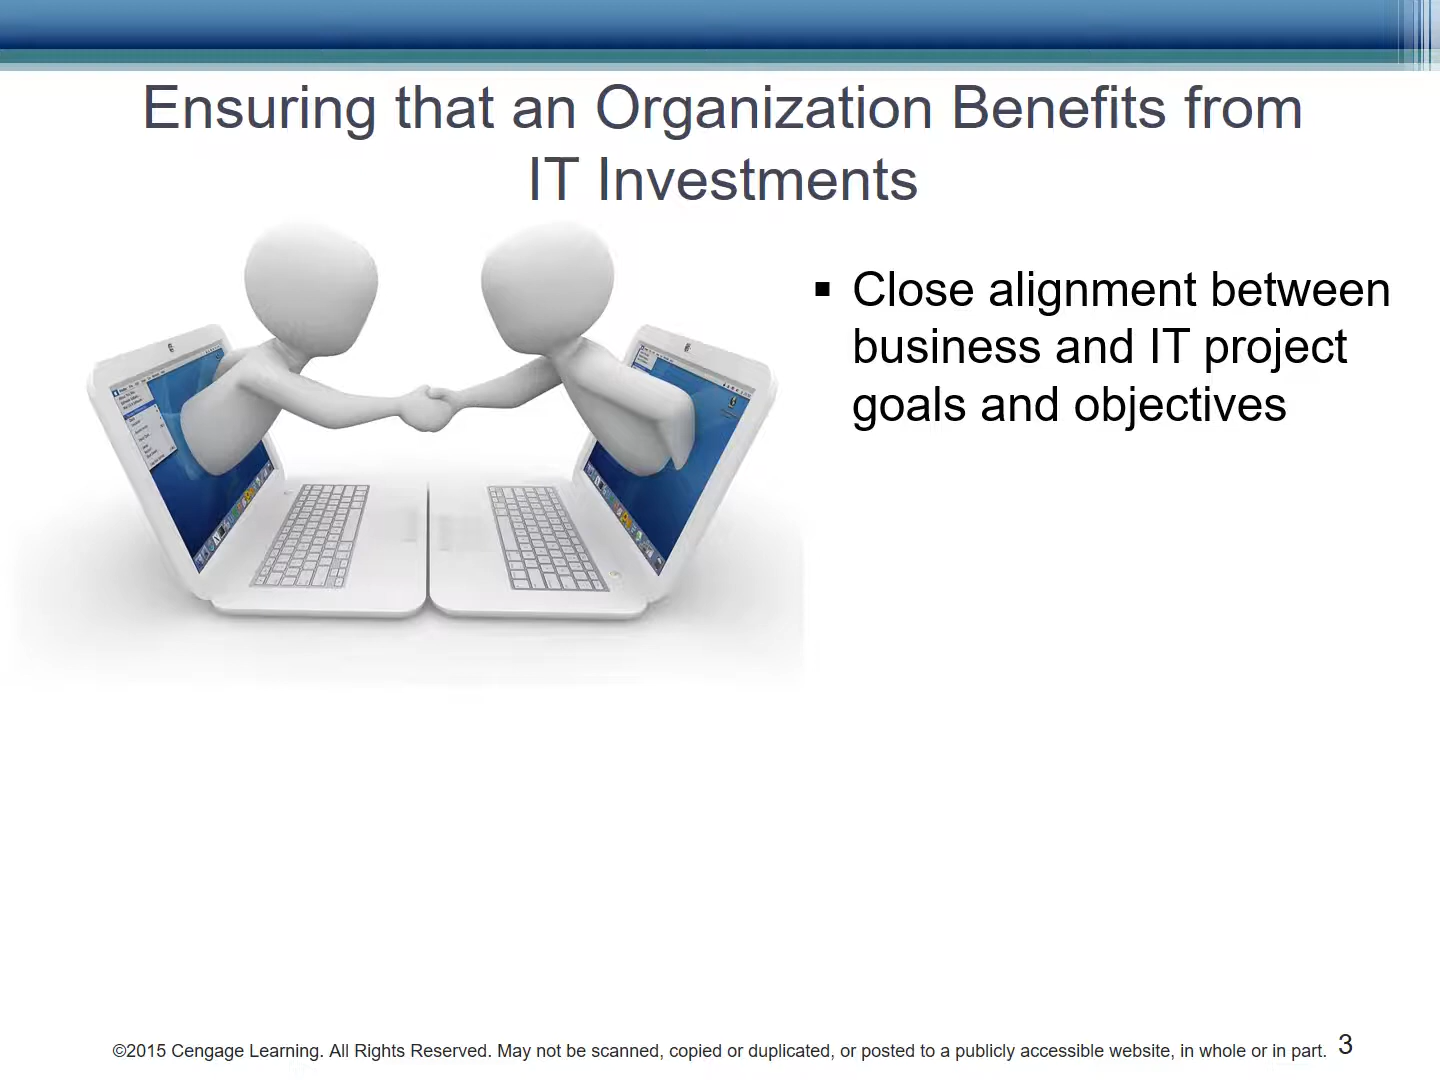 Ensuring that an Organization Benefits from
IT Investments
▪ Close alignment between
business and IT project
goals and objectives
©2015 Cengage Learning. All Rights Reserved. May not be scanned, copied or duplicated, or posted to a publicly accessible website, in whole or in part. 3